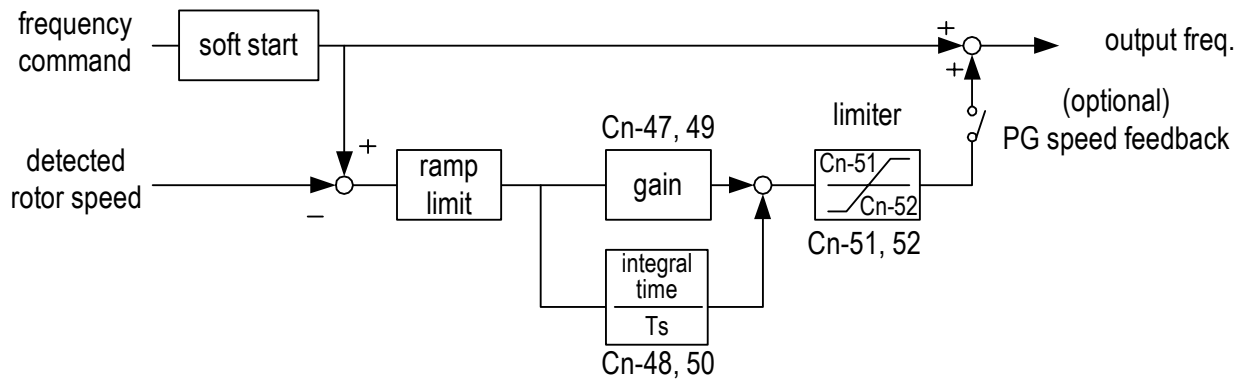 frequency
command
soft start
+
output freq.
+
(optional)
PG speed feedback
Cn-47, 49
limiter
detected
rotor speed
+
−
ramp
limit
gain
Cn-51
Cn-52
Cn-51, 52
integral
time
Ts
Cn-48, 50